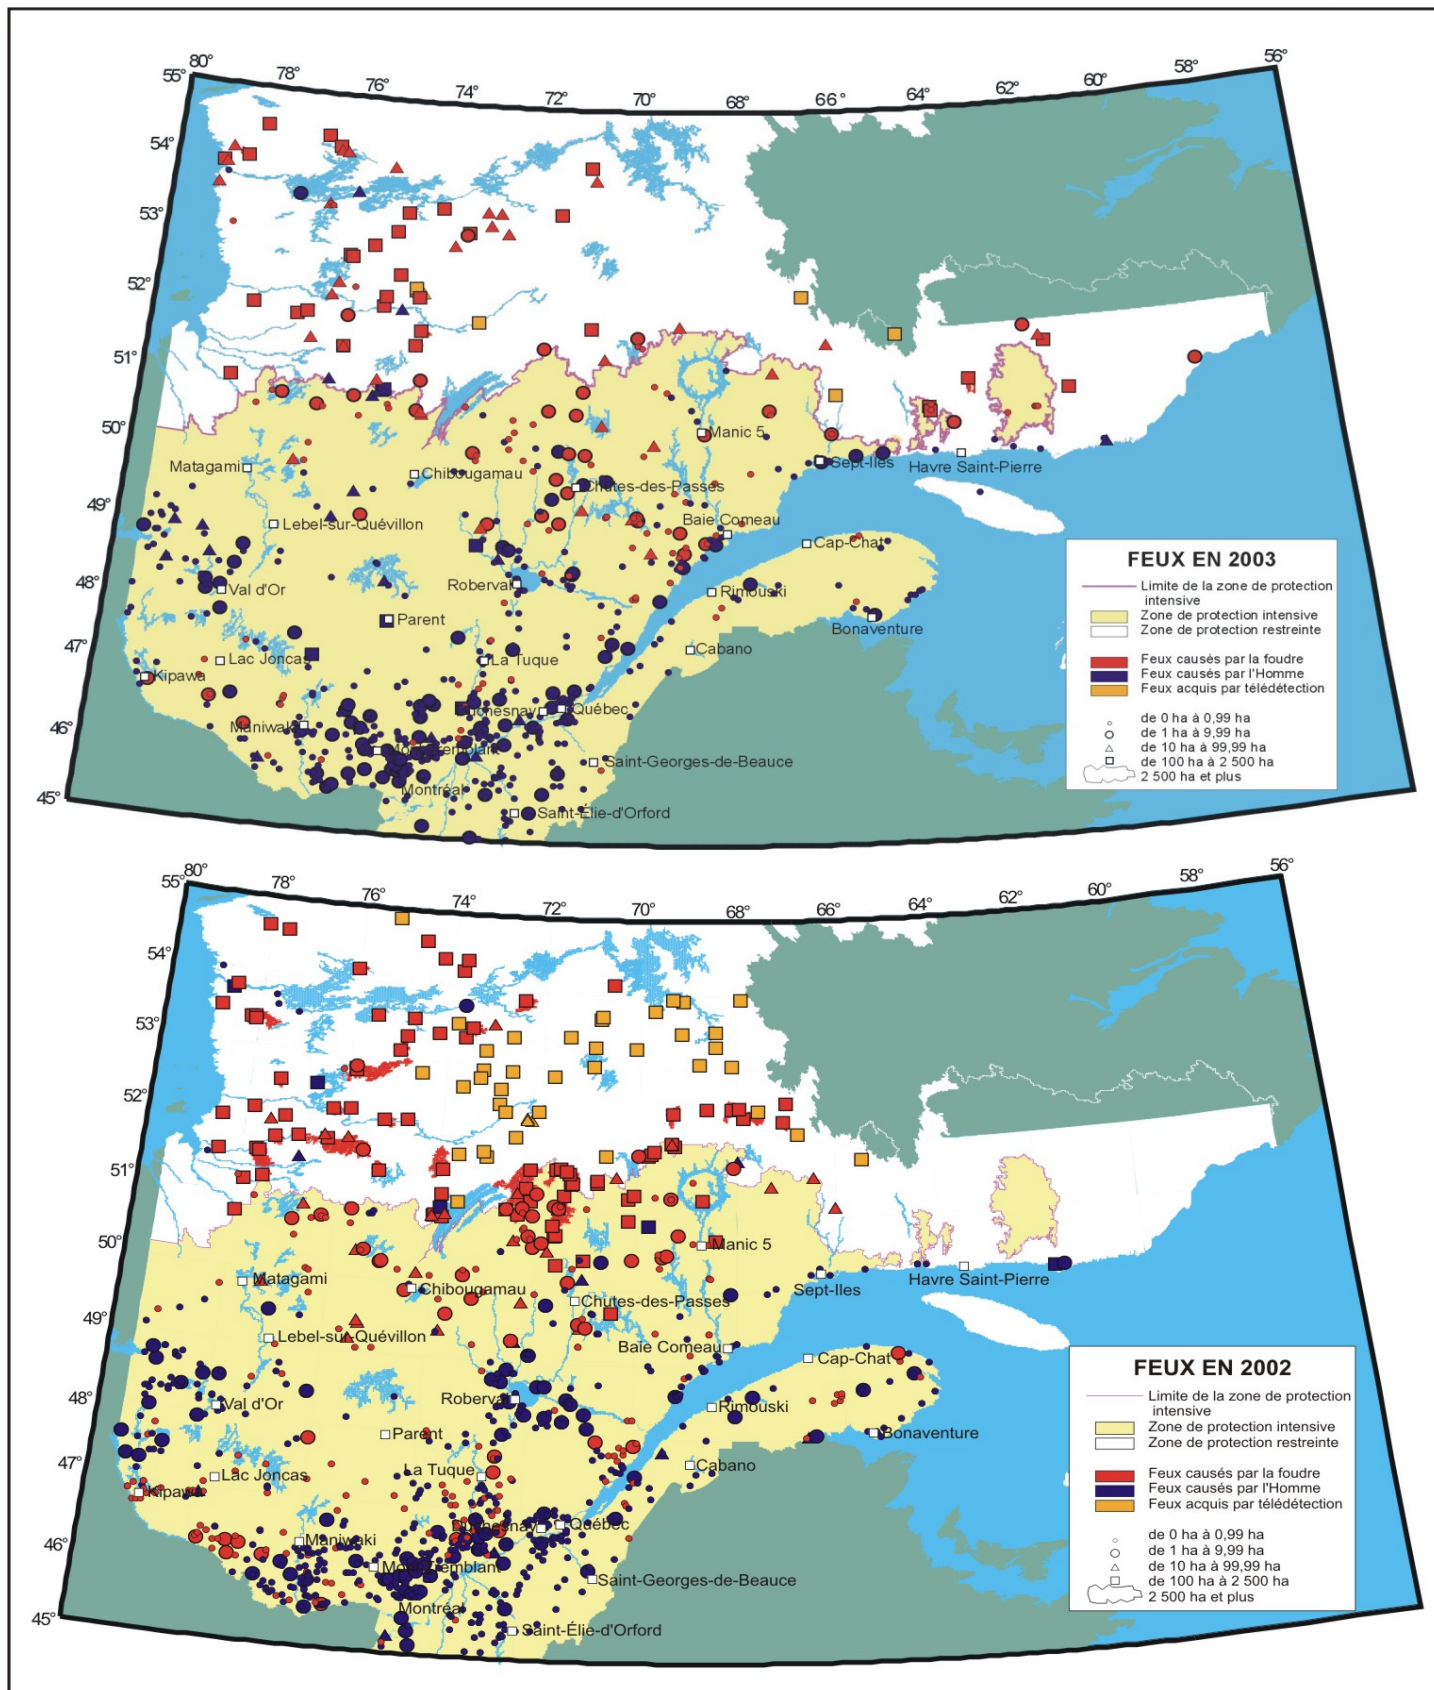 80°
78°
76°
74°
72°
70°
68°
66°
64°
62°
60°
58°
56°
55°
54°
53°
52°
51°
50°
49°
48°
47°
46°
45°
Manic 5
Matagami
Chibougamau
Sept-Iles
Havre Saint-Pierre
Chutes-des-Passes
Lebel-sur-Quévillon
Baie Comeau
Cap-Chat
Val d'Or
Roberval
Rimouski
Parent
Bonaventure
Lac Joncas
La Tuque
Cabano
Kipawa
Duchesnay
Québec
Maniwaki
Mont-Tremblant
Saint-Georges-de-Beauce
Montréal
Saint-Élie-d'Orford
FEUX EN 2003
Limite de la zone de protection
intensive
Zone de protection intensive
Zone de protection restreinte
Feux causés par la foudre
Feux causés par l'Homme
Feux acquis par télédétection
de 0 ha à 0,99 ha
de 1 ha à 9,99 ha
de 10 ha à 99,99 ha
de 100 ha à 2 500 ha
2 500 ha et plus
80°
78°
76°
74°
72°
70°
68°
66°
64°
62°
60°
58°
56°
55°
54°
53°
52°
51°
50°
49°
48°
47°
46°
45°
Manic 5
Matagami
Chibougamau
Sept-Iles
Havre Saint-Pierre
Chutes-des-Passes
Lebel-sur-Quévillon
Baie Comeau
Cap-Chat
Val d'Or
Roberval
Rimouski
Parent
Bonaventure
Lac Joncas
La Tuque
Cabano
Kipawa
Duchesnay
Québec
Maniwaki
Mont-Tremblant
Saint-Georges-de-Beauce
Montréal
Saint-Élie-d'Orford
FEUX EN 2002
Limite de la zone de protection
intensive
Zone de protection intensive
Zone de protection restreinte
Feux causés par la foudre
Feux causés par l'Homme
Feux acquis par télédétection
de 0 ha à 0,99 ha
de 1 ha à 9,99 ha
de 10 ha à 99,99 ha
de 100 ha à 2 500 ha
2 500 ha et plus